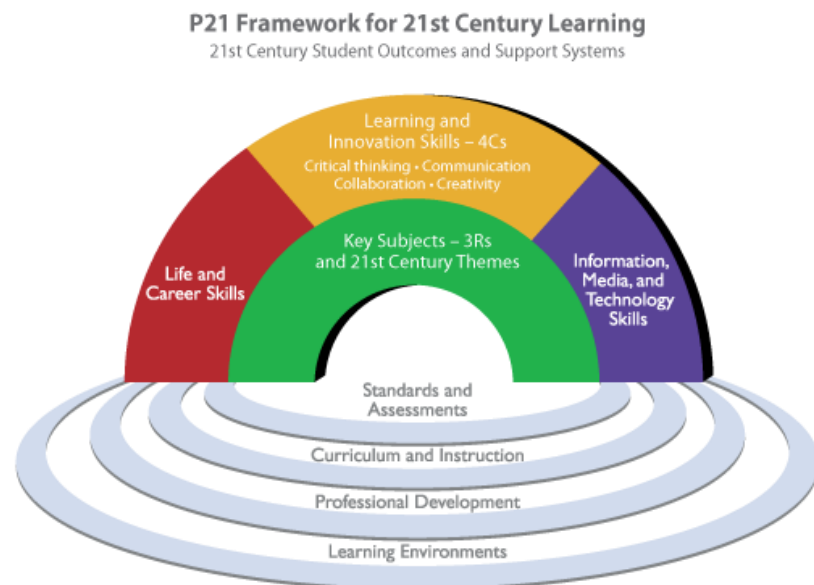 P21 Framework for 21st Century Learning
21st Century Student Outcomes and Support Systems
Learning and
Innovation Skills – 4Cs
Critical thinking • Communication
Collaboration • Creativity
Key Subjects – 3Rs
and 21st Century Themes
Life and
Career Skills
Information,
Media, and
Technology
Skills
Standards and
Assessments
Curriculum and Instruction
Professional Development
Learning Environments